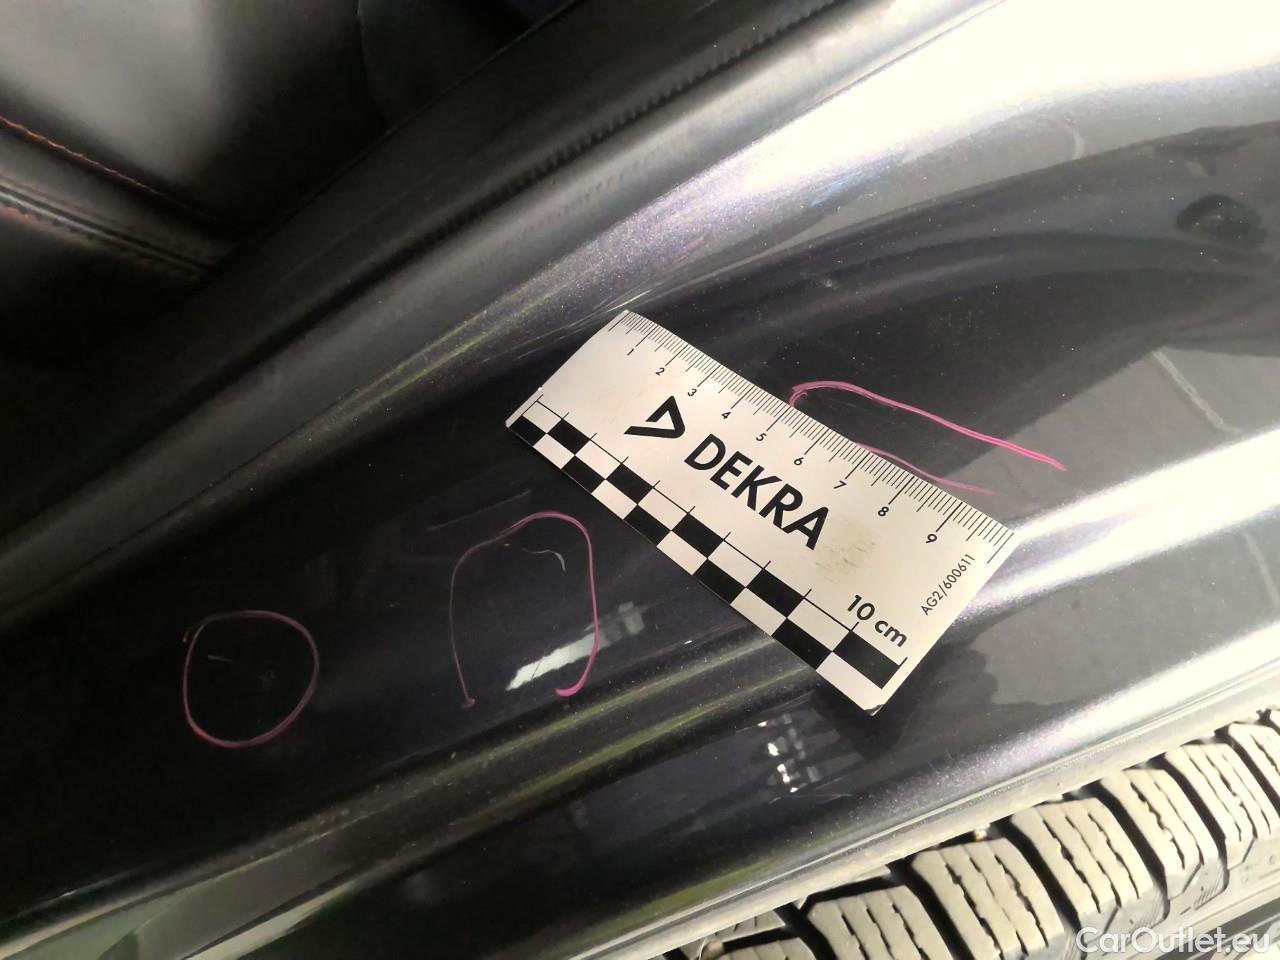 1 2 3 4 5 6 7 8 9
DEKRA
10 cm
AG2/600611
CarOutlet.eu